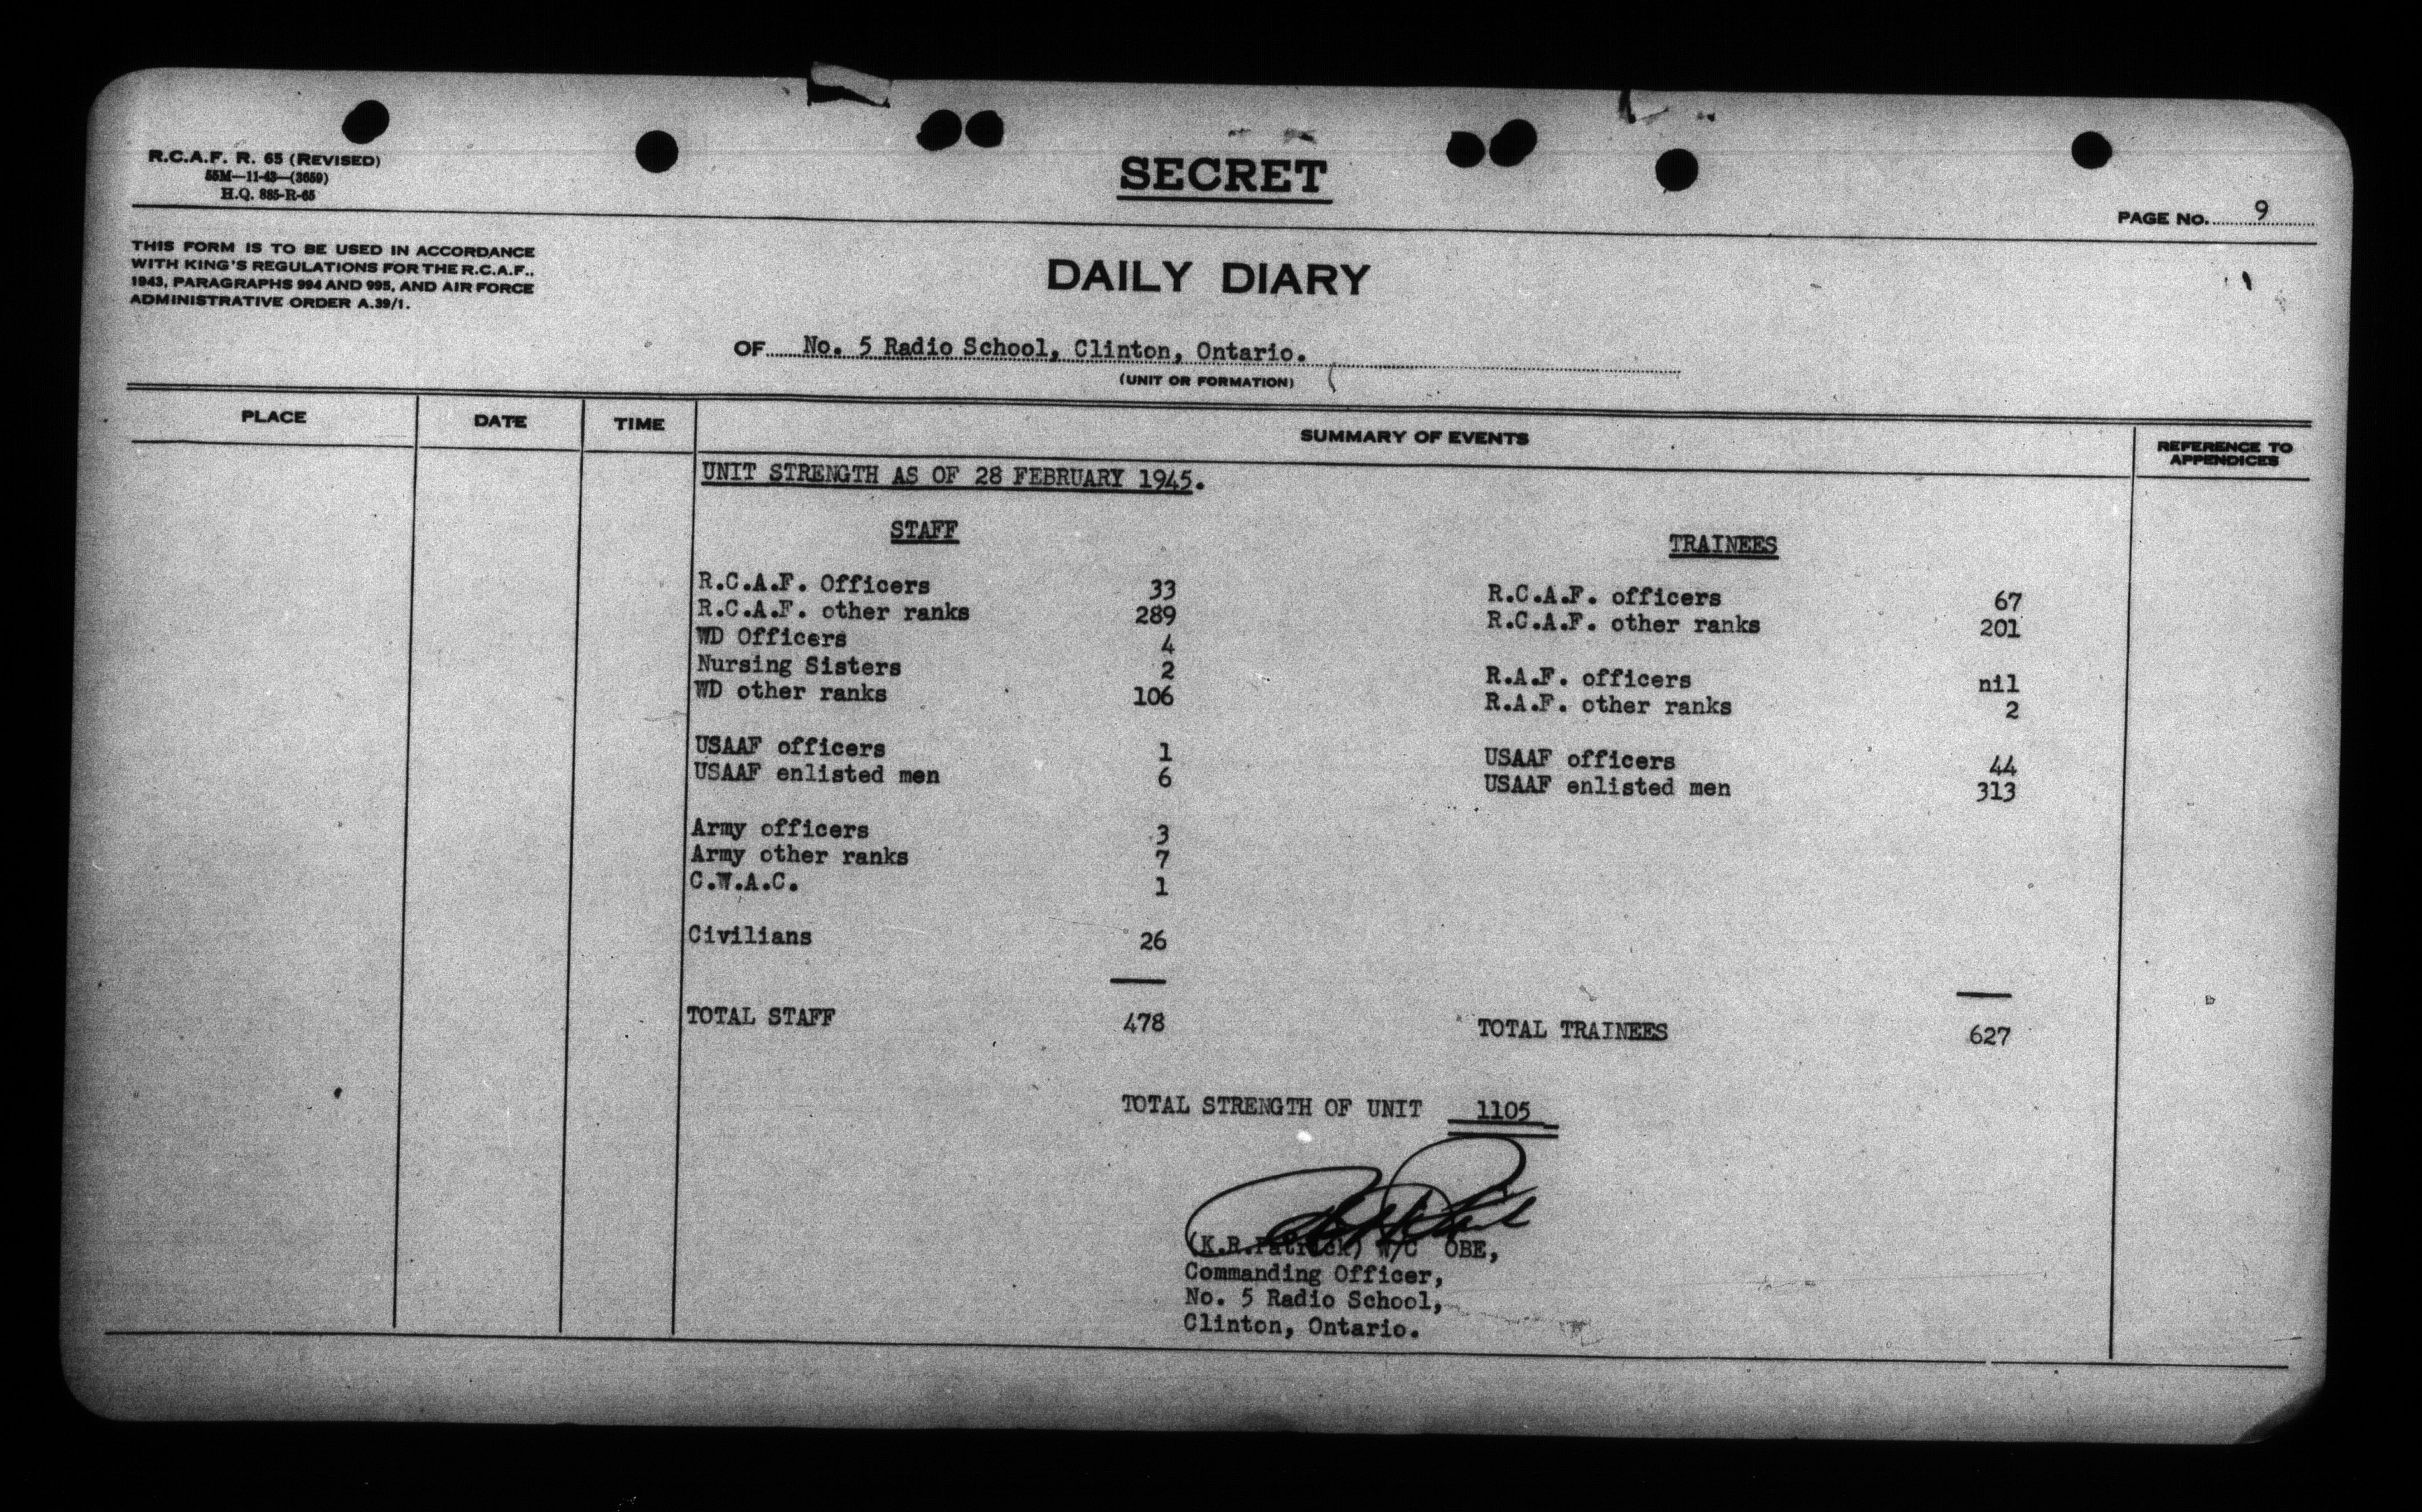 R.C.A.F. R. 65 (REVISED)
55M—11-43—(3659)
H.Q. 885-R-65
SECRET
PAGE NO. 9
THIS FORM IS TO BE USED IN ACCORDANCE
WITH KING'S REGULATIONS FOR THE R.C.A.F.,
1943, PARAGRAPHS 994 AND 995, AND AIR FORCE
ADMINISTRATIVE ORDER A.39/1.
DAILY DIARY
OF No. 5 Radio School, Clinton, Ontario.
(UNIT OR FORMATION)
PLACE DATE TIME SUMMARY OF EVENTS REFERENCE TO APPENDICES
UNIT STRENGTH AS OF 28 FEBRUARY 1945.
STAFF TRAINEES
R.C.A.F. Officers 33 R.C.A.F. officers 67
R.C.A.F. other ranks 289 R.C.A.F. other ranks 201
WD Officers 4
Nursing Sisters 2 R.A.F. officers nil
WD other ranks 106 R.A.F. other ranks 2
USAAF officers 1 USAAF officers 44
USAAF enlisted men 6 USAAF enlisted men 313
Army officers 3
Army other ranks 7
C.W.A.C. 1
Civilians 26
TOTAL STAFF 478 TOTAL TRAINEES 627
TOTAL STRENGTH OF UNIT 1105
(K.R.Patrick) W/C OBE,
Commanding Officer,
No. 5 Radio School,
Clinton, Ontario.